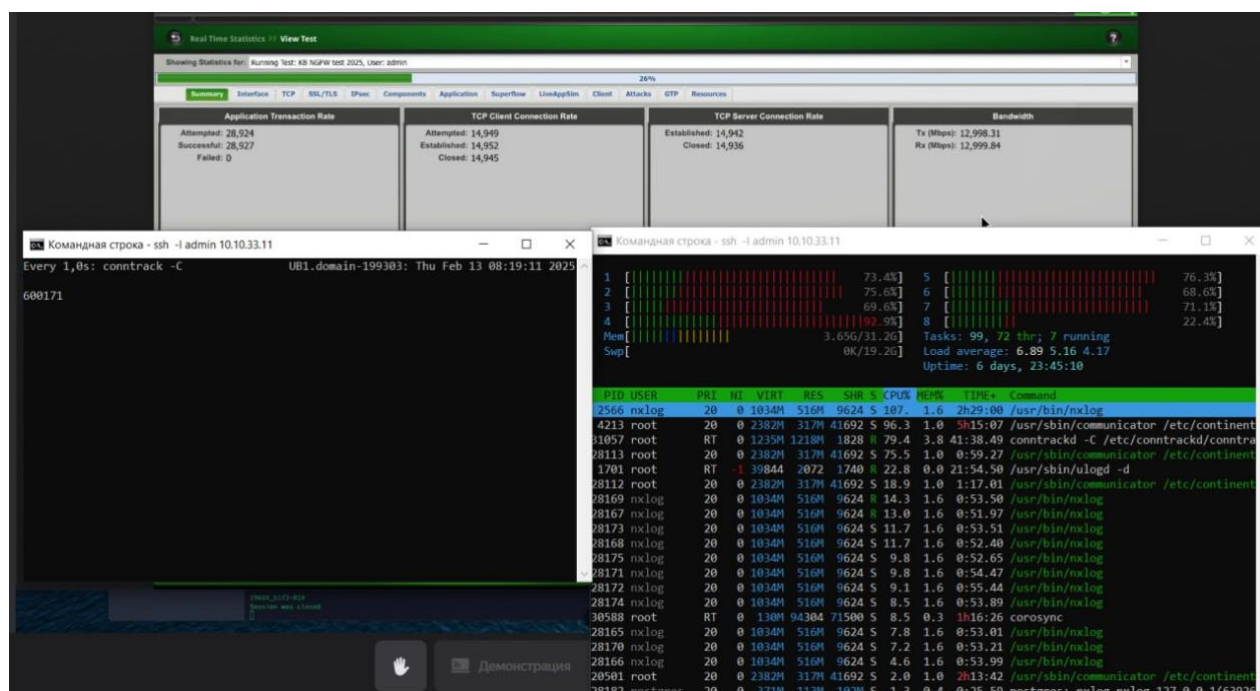 Real Time Statistics >> View Test
?
Showing Statistics for: Running Test: KB NGFW test 2025, User: admin
26%
Summary Interface TCP SSL/TLS IPsec Components Application Superflow LiveAppSim Client Attacks GTP Resources
Application Transaction Rate
Attempted: 28,924
Successful: 28,927
Failed: 0
TCP Client Connection Rate
Attempted: 14,949
Established: 14,952
Closed: 14,945
TCP Server Connection Rate
Established: 14,942
Closed: 14,936
Bandwidth
Tx (Mbps): 12,998.31
Rx (Mbps): 12,999.84
Командная строка - ssh -l admin 10.10.33.11
Every 1,0s: conntrack -C UB1.domain-199303: Thu Feb 13 08:19:11 2025
600171
Session was closed
Демонстрация
Командная строка - ssh -l admin 10.10.33.11
1 [ 73.4%] 5 [ 76.3%]
2 [ 75.6%] 6 [ 68.6%]
3 [ 69.6%] 7 [ 71.1%]
4 [ 92.9%] 8 [ 22.4%]
Mem[ 3.65G/31.2G] Tasks: 99, 72 thr; 7 running
Swp[ 0K/19.2G] Load average: 6.89 5.16 4.17
Uptime: 6 days, 23:45:10
PID USER PRI NI VIRT RES SHR S CPU% MEM% TIME+ Command
2566 nxlog 20 0 1034M 516M 9624 S 107. 1.6 2h29:00 /usr/bin/nxlog
4213 root 20 0 2382M 317M 41692 S 96.3 1.0 5h15:07 /usr/sbin/communicator /etc/continent
31057 root RT 0 1235M 1218M 1828 R 79.4 3.8 41:38.49 conntrackd -C /etc/conntrackd/conntra
28113 root 20 0 2382M 317M 41692 S 75.5 1.0 0:59.27 /usr/sbin/communicator /etc/continent
1701 root RT -1 39844 2072 1740 R 22.8 0.0 21:54.50 /usr/sbin/ulogd -d
28112 root 20 0 2382M 317M 41692 S 18.9 1.0 1:17.01 /usr/sbin/communicator /etc/continent
28169 nxlog 20 0 1034M 516M 9624 R 14.3 1.6 0:53.50 /usr/bin/nxlog
28167 nxlog 20 0 1034M 516M 9624 R 13.0 1.6 0:51.97 /usr/bin/nxlog
28173 nxlog 20 0 1034M 516M 9624 S 11.7 1.6 0:53.51 /usr/bin/nxlog
28168 nxlog 20 0 1034M 516M 9624 S 11.7 1.6 0:52.40 /usr/bin/nxlog
28175 nxlog 20 0 1034M 516M 9624 S 9.8 1.6 0:52.65 /usr/bin/nxlog
28171 nxlog 20 0 1034M 516M 9624 S 9.8 1.6 0:54.47 /usr/bin/nxlog
28172 nxlog 20 0 1034M 516M 9624 S 9.1 1.6 0:55.44 /usr/bin/nxlog
28174 nxlog 20 0 1034M 516M 9624 S 8.5 1.6 0:53.89 /usr/bin/nxlog
30588 root RT 0 130M 94304 71500 S 8.5 0.3 1h16:26 corosync
28165 nxlog 20 0 1034M 516M 9624 S 7.8 1.6 0:53.01 /usr/bin/nxlog
28170 nxlog 20 0 1034M 516M 9624 S 7.2 1.6 0:53.21 /usr/bin/nxlog
28166 nxlog 20 0 1034M 516M 9624 S 4.6 1.6 0:53.99 /usr/bin/nxlog
20501 root 20 0 2382M 317M 41692 S 2.0 1.0 2h13:42 /usr/sbin/communicator /etc/continent